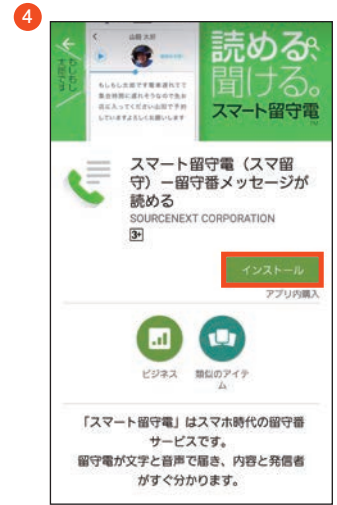 4
山路 太郎
もしもし太郎です電車遅れてて
集合時間に遅れそうなので先お
店に入っててください山路で予約
していますよろしくお願いします
もしもし
太郎です
読める
聞ける。
スマート留守電
スマート留守電(スマ留
守)ー留守番メッセージが
読める
SOURCENEXT CORPORATION
3+
インストール
アプリ内購入
ビジネス
類似のアイテ
ム
「スマート留守電」はスマホ時代の留守番
サービスです。
留守電が文字と音声で届き、内容と発信者
がすぐ分かります。